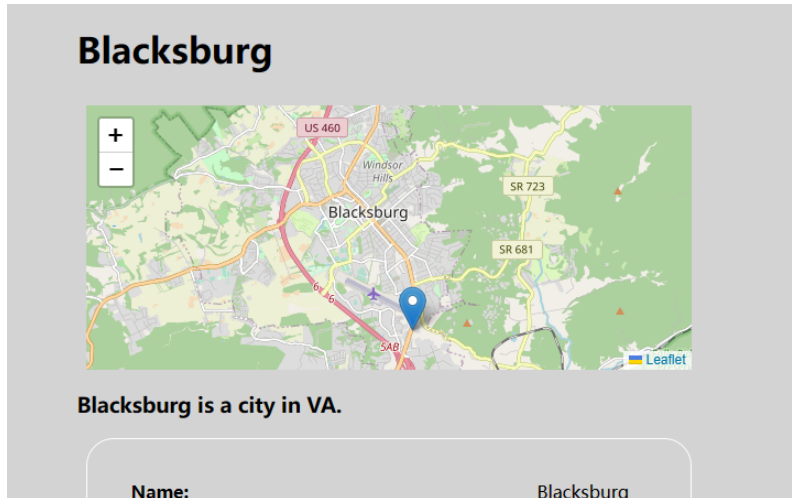 Blacksburg
+
−
US 460
Windsor
Hills
SR 723
Blacksburg
SR 681
SAB
Leaflet
Blacksburg is a city in VA.
Name: Blacksburg